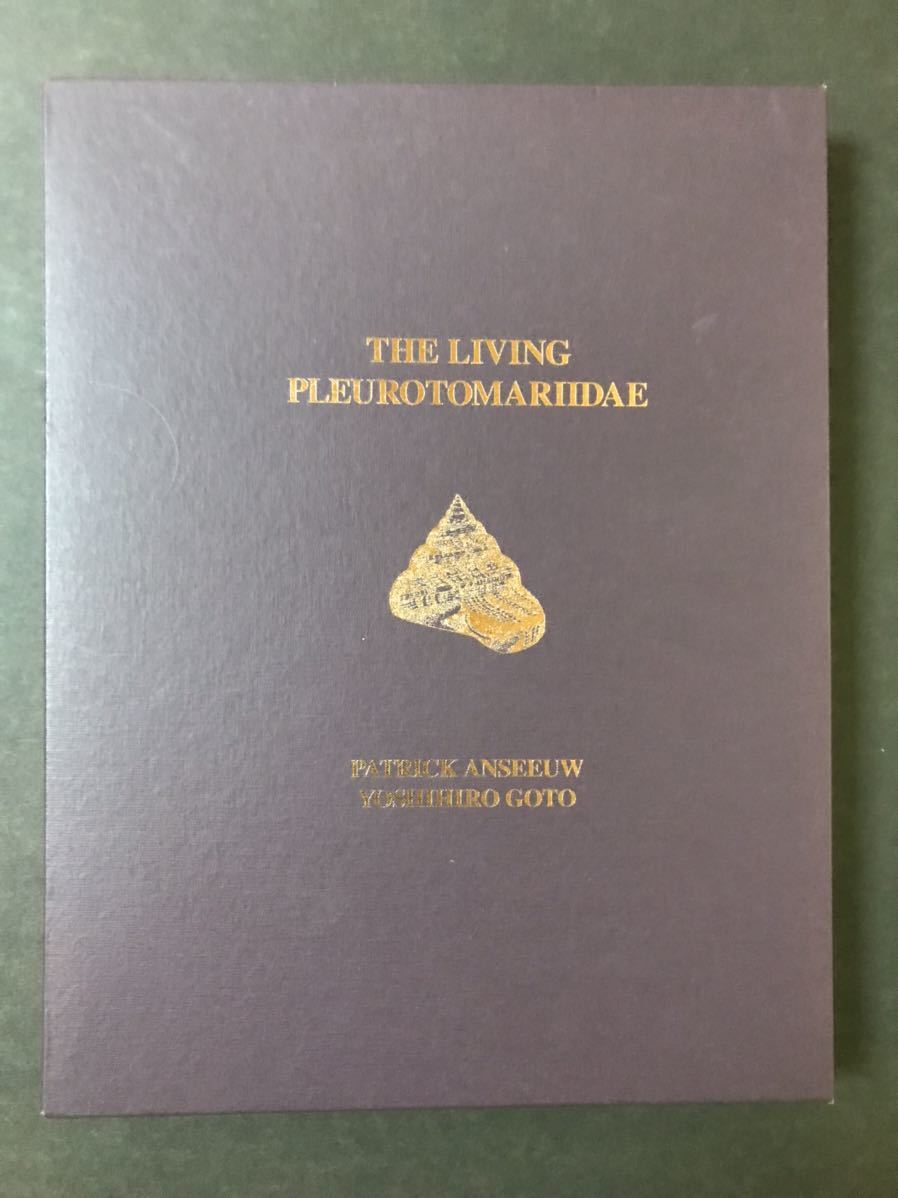 THE LIVING
PLEUROTOMARIIDAE
PATRICK ANSEEUW
YOSHIHIRO GOTO